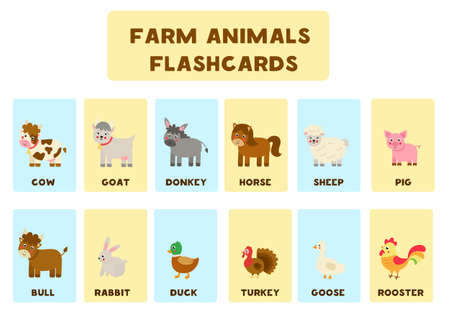 FARM ANIMALS
FLASHCARDS
COW GOAT DONKEY HORSE SHEEP PIG
BULL RABBIT DUCK TURKEY GOOSE ROOSTER